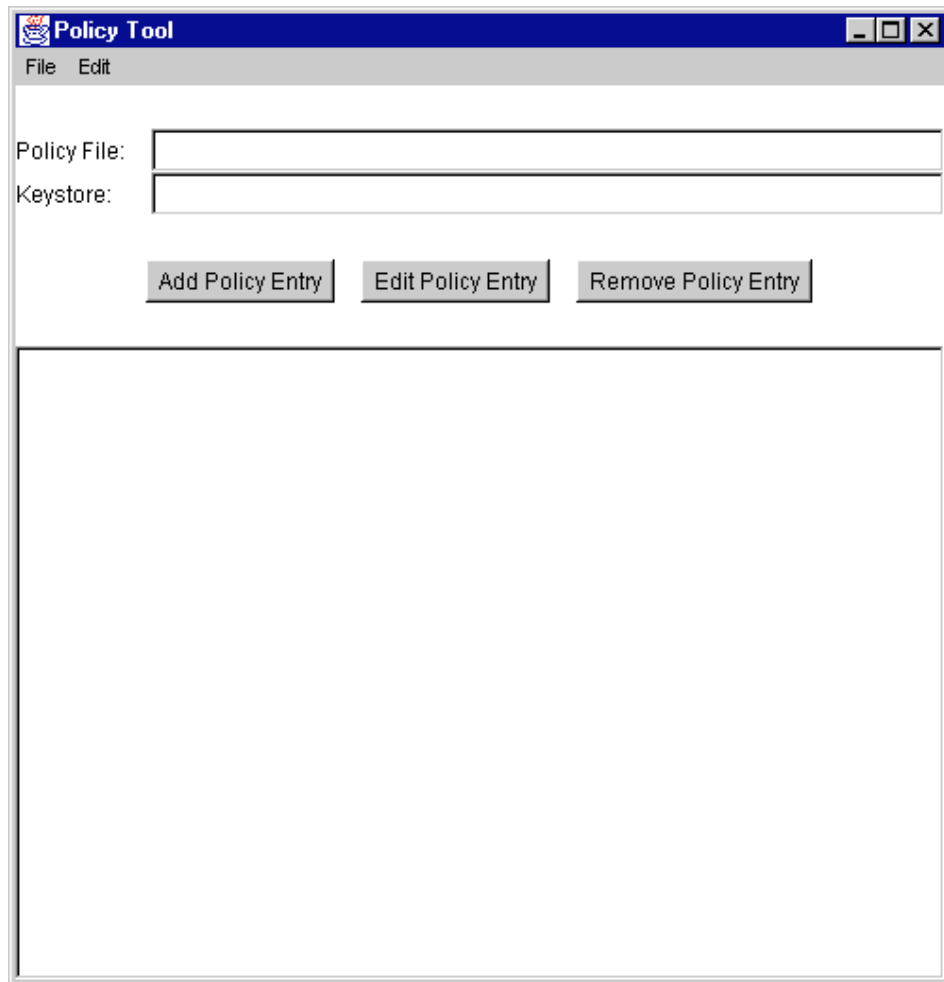 Policy Tool
File Edit
Policy File:
Keystore:
Add Policy Entry Edit Policy Entry Remove Policy Entry